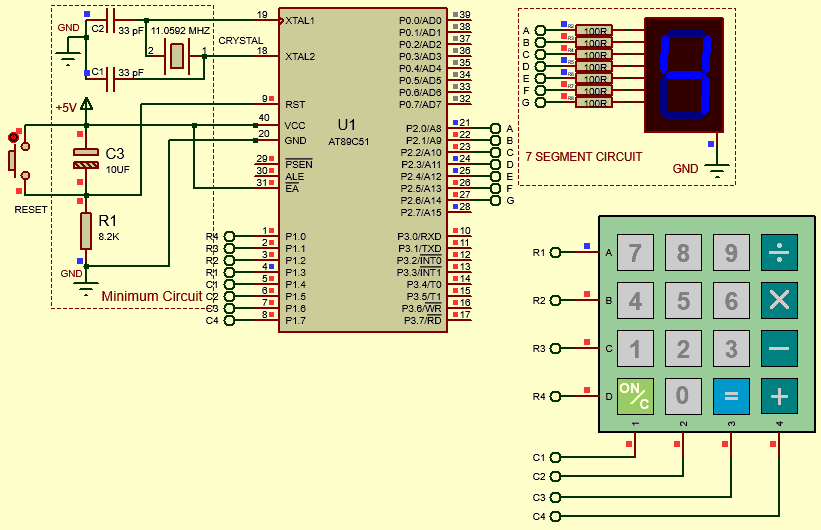 GND
C2
33 pF
11.0592 MHZ
2
1
CRYSTAL
C1
33 pF
+5V
C3
10UF
RESET
R1
8.2K
GND
Minimum Circuit
19
XTAL1
18
XTAL2
9
RST
40
VCC
20
GND
29
PSEN
30
ALE
31
EA
R4 1 P1.0
R3 2 P1.1
R2 3 P1.2
R1 4 P1.3
C1 5 P1.4
C2 6 P1.5
C3 7 P1.6
C4 8 P1.7
U1
AT89C51
P0.0/AD0 39
P0.1/AD1 38
P0.2/AD2 37
P0.3/AD3 36
P0.4/AD4 35
P0.5/AD5 34
P0.6/AD6 33
P0.7/AD7 32
P2.0/A8 21 A
P2.1/A9 22 B
P2.2/A10 23 C
P2.3/A11 24 D
P2.4/A12 25 E
P2.5/A13 26 F
P2.6/A14 27 G
P2.7/A15 28
P3.0/RXD 10
P3.1/TXD 11
P3.2/INT0 12
P3.3/INT1 13
P3.4/T0 14
P3.5/T1 15
P3.6/WR 16
P3.7/RD 17
A 100R
B 100R
C 100R
D 100R
E 100R
F 100R
G 100R
7 SEGMENT CIRCUIT
GND
R1 A 7 8 9 ÷
R2 B 4 5 6 ×
R3 C 1 2 3 −
R4 D ON/C 0 = +
1 2 3 4
C1
C2
C3
C4